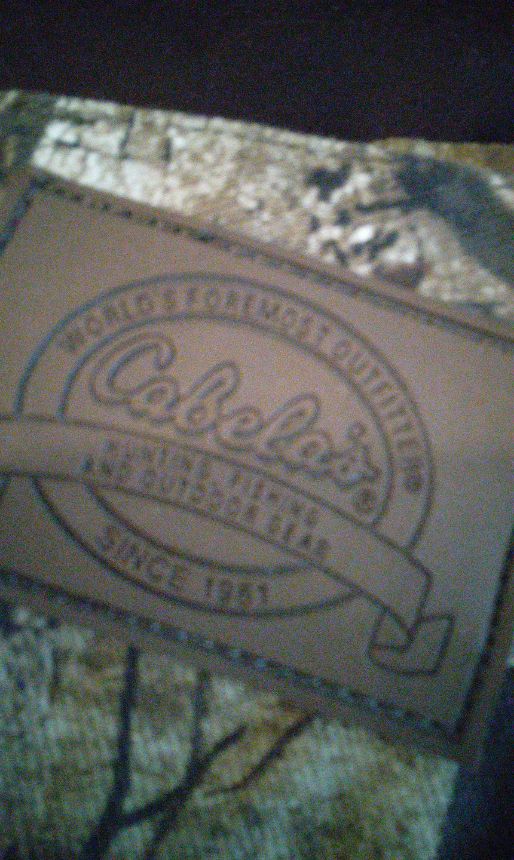 WORLD'S FOREMOST OUTFITTER®
Cabela's®
HUNTING, FISHING
AND OUTDOOR GEAR
SINCE 1961